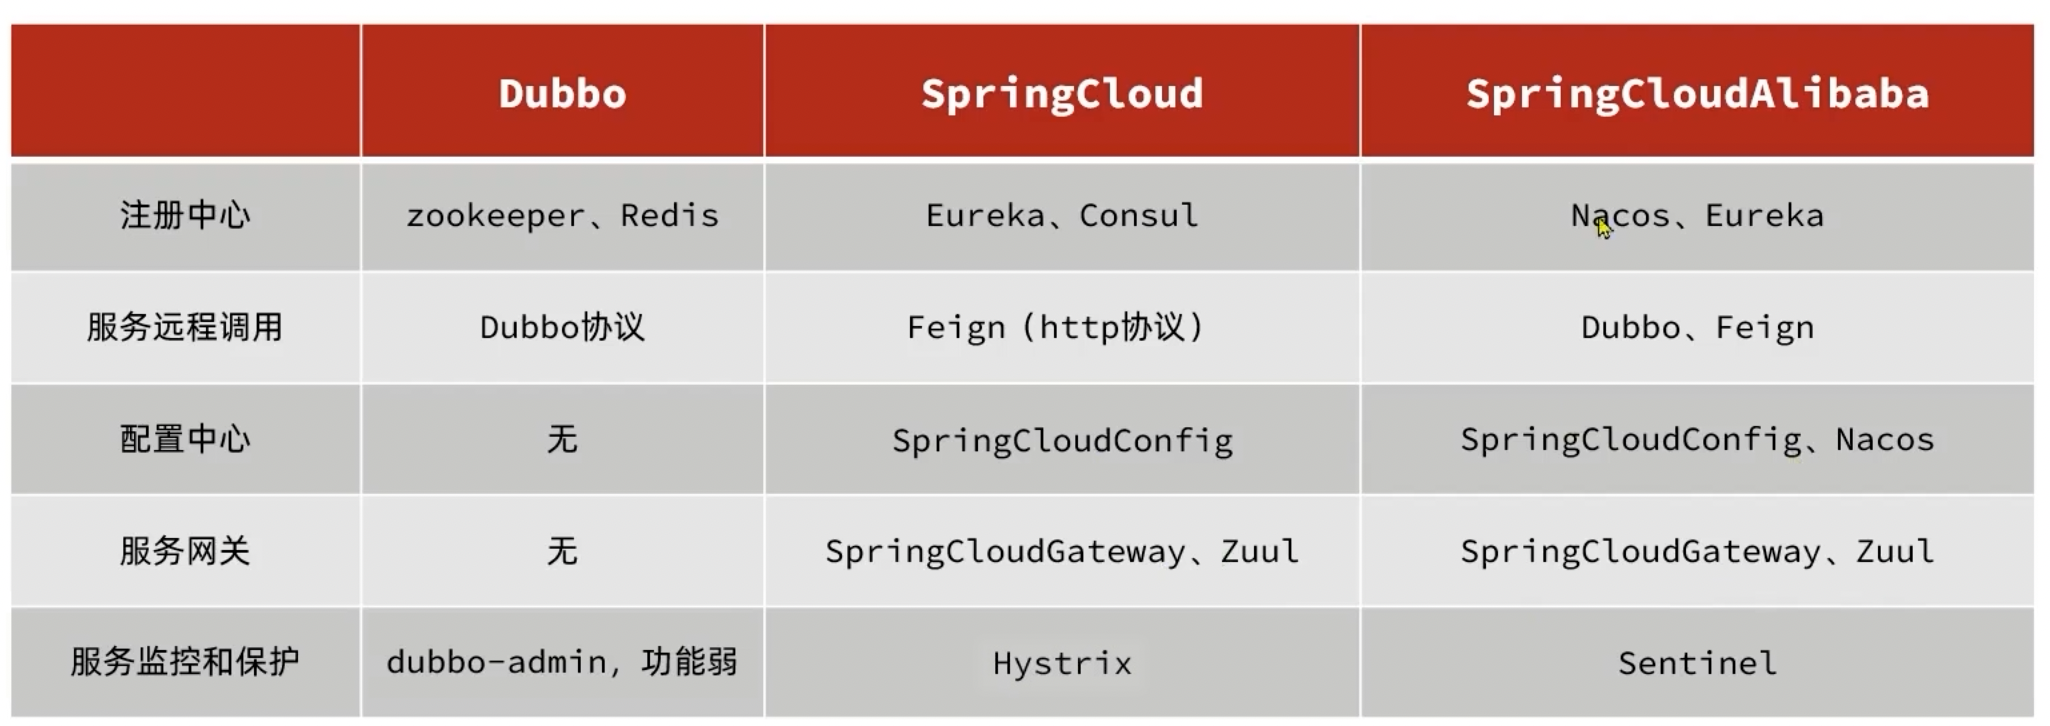 Dubbo SpringCloud SpringCloudAlibaba
注册中心 zookeeper、Redis Eureka、Consul Nacos、Eureka
服务远程调用 Dubbo协议 Feign（http协议） Dubbo、Feign
配置中心 无 SpringCloudConfig SpringCloudConfig、Nacos
服务网关 无 SpringCloudGateway、Zuul SpringCloudGateway、Zuul
服务监控和保护 dubbo-admin，功能弱 Hystrix Sentinel